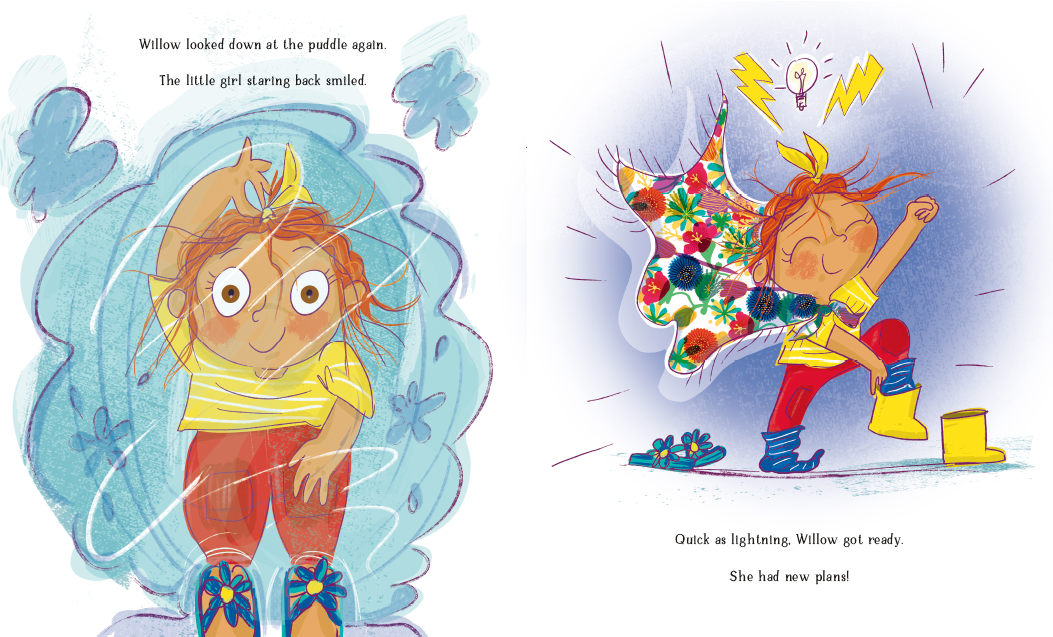 Willow looked down at the puddle again.
The little girl staring back smiled.
Quick as lightning, Willow got ready.
She had new plans!